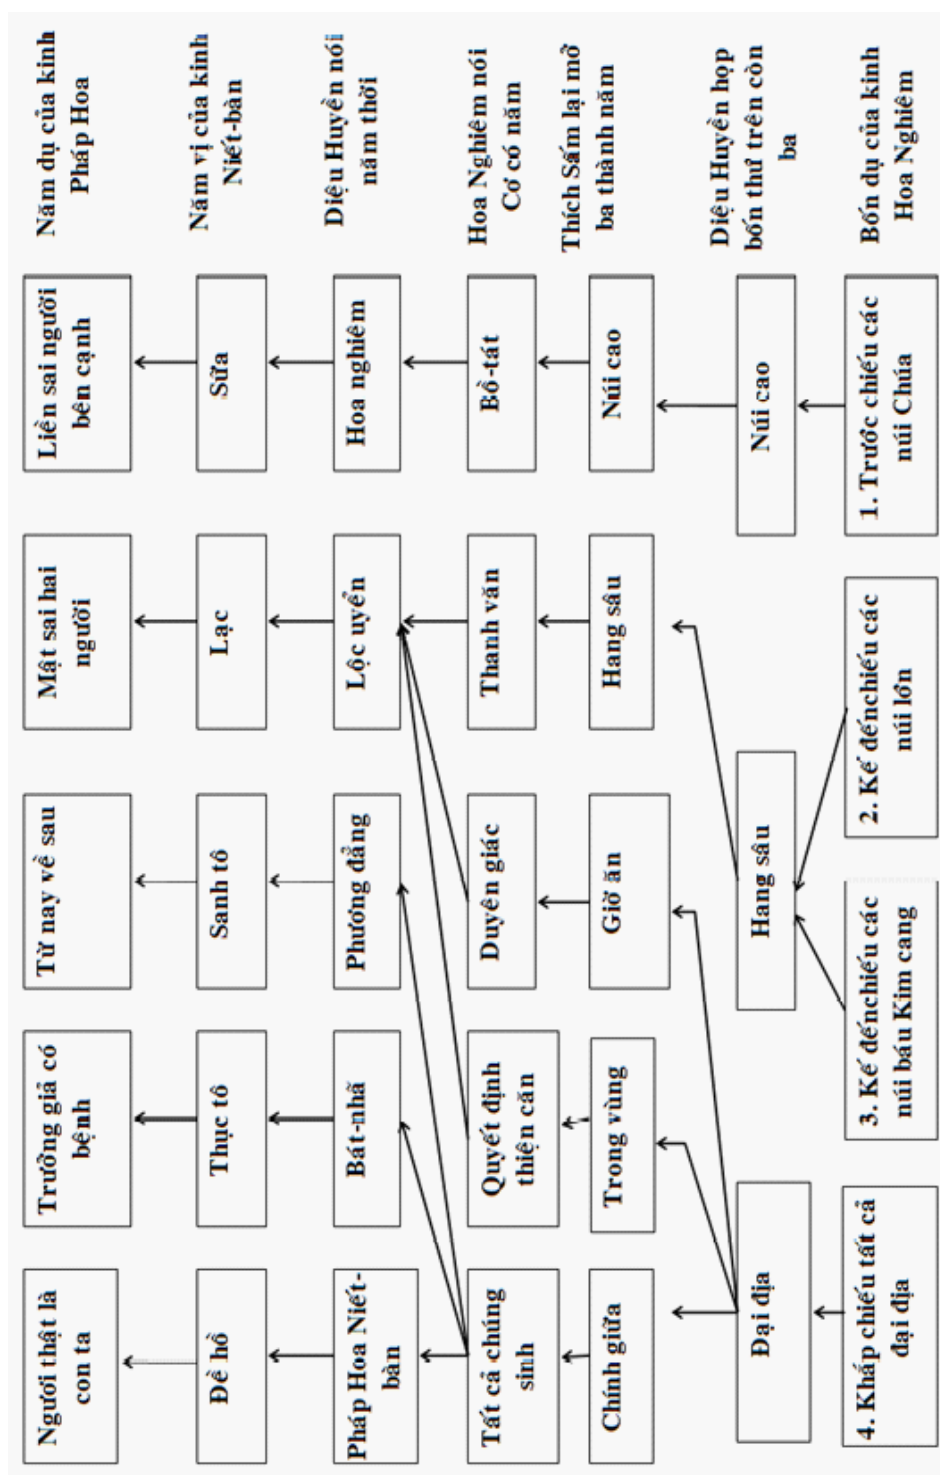 Ngươi thật là
con ta
Trưởng giả có
bệnh
Từ nay về sau
Mật sai hai
người
Liền sai người
bên cạnh
Năm dụ của kinh
Pháp Hoa
Đề hồ
Thục tô
Sanh tô
Lạc
Sữa
Năm vị của kinh
Niết-bàn
Pháp Hoa Niết-
bàn
Bát-nhã
Phương đẳng
Lộc uyển
Hoa nghiêm
Diệu Huyền nói
năm thời
Tất cả chúng
sinh
Quyết định
thiện căn
Duyên giác
Thanh văn
Bồ-tát
Hoa Nghiêm nói
Cơ có năm
Chính giữa
Trong vùng
Giờ ăn
Hang sâu
Núi cao
Thích Sấm lại mở
ba thành năm
Đại địa
Hang sâu
Núi cao
Diệu Huyền họp
bốn thứ trên còn
ba
4. Khắp chiếu tất cả
đại địa
3. Kế đếnchiếu các
núi báu Kim cang
2. Kế đếnchiếu các
núi lớn
1. Trước chiếu các
núi Chúa
Bốn dụ của kinh
Hoa Nghiêm